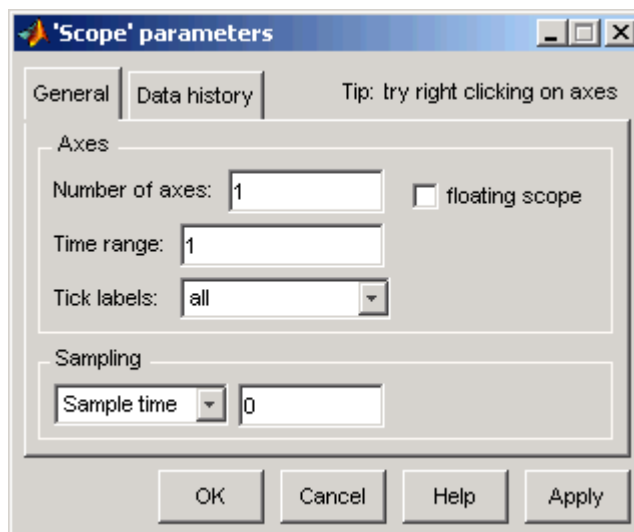 'Scope' parameters
General Data history Tip: try right clicking on axes
Axes
Number of axes: 1 floating scope
Time range: 1
Tick labels: all
Sampling
Sample time 0
OK Cancel Help Apply